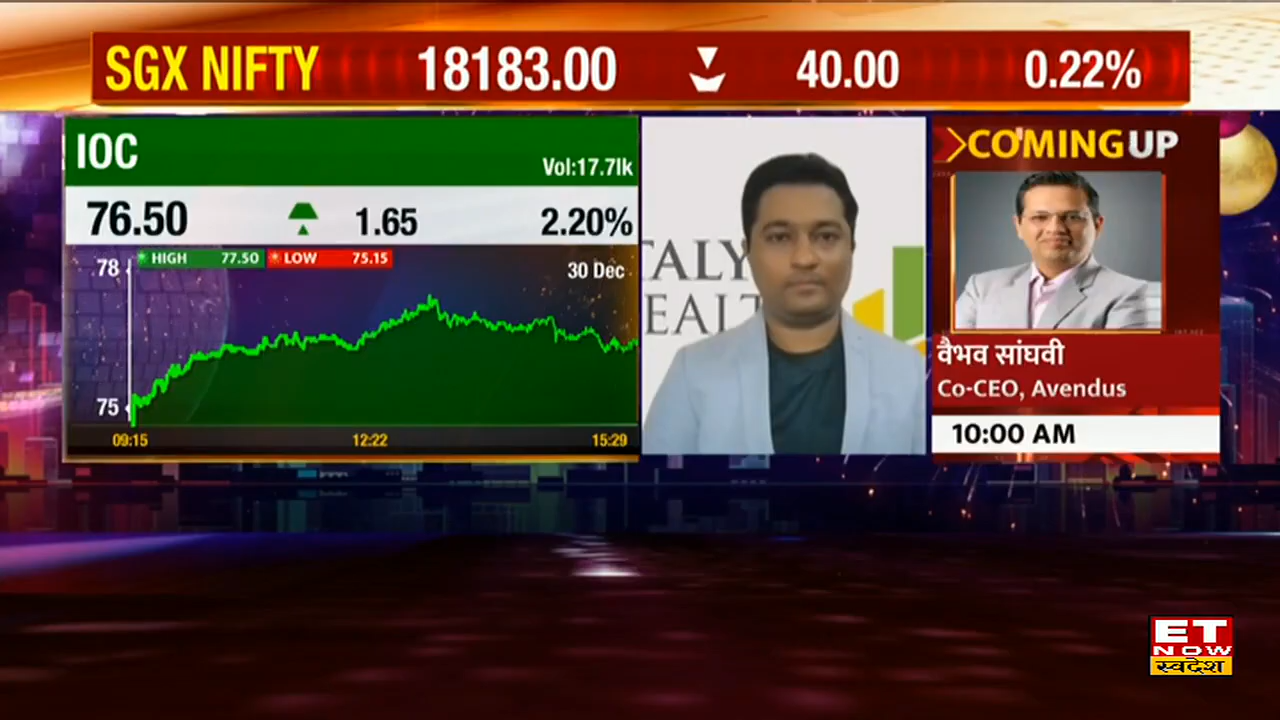 SGX NIFTY 18183.00 40.00 0.22%
IOC
Vol:17.7lk
76.50 1.65 2.20%
HIGH 77.50 LOW 75.15
30 Dec
78
75
09:15 12:22 15:29
TALY
EALT
COMING UP
वैभव सांघवी
Co-CEO, Avendus
10:00 AM
ET
NOW
स्वदेश